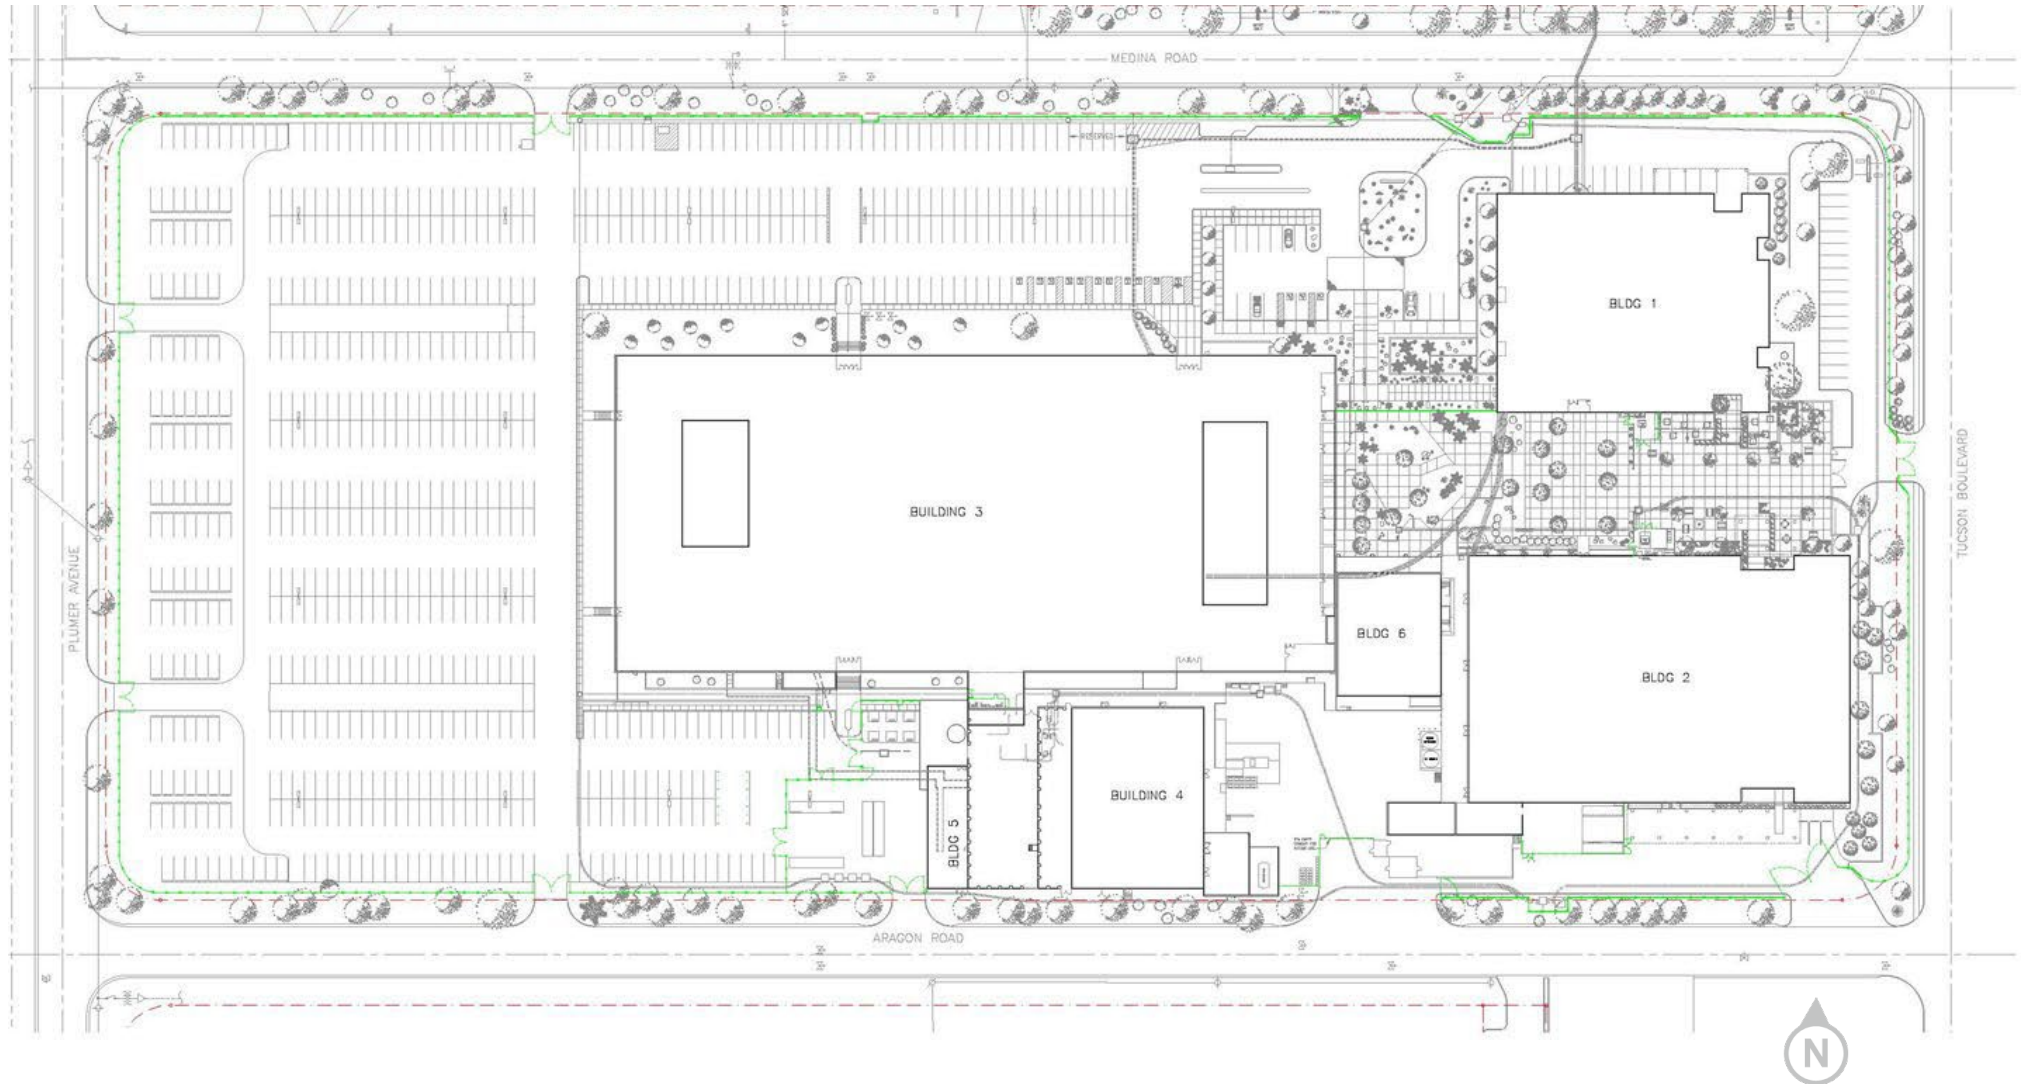 MEDINA ROAD
RESERVED
BLDG 1
TUCSON BOULEVARD
BUILDING 3
PLUMER AVENUE
BLDG 6
BLDG 2
BUILDING 4
BLDG 5
ARAGON ROAD
N